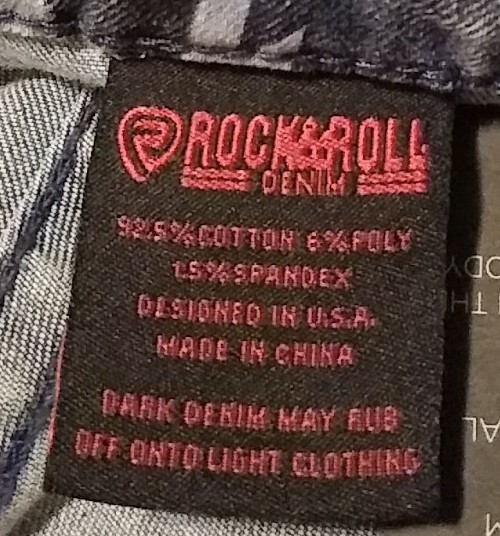 ROCK&ROLL
DENIM
92.5%COTTON 6%POLY
1.5%SPANDEX
DESIGNED IN U.S.A.
MADE IN CHINA
DARK DENIM MAY RUB
OFF ONTO LIGHT CLOTHING